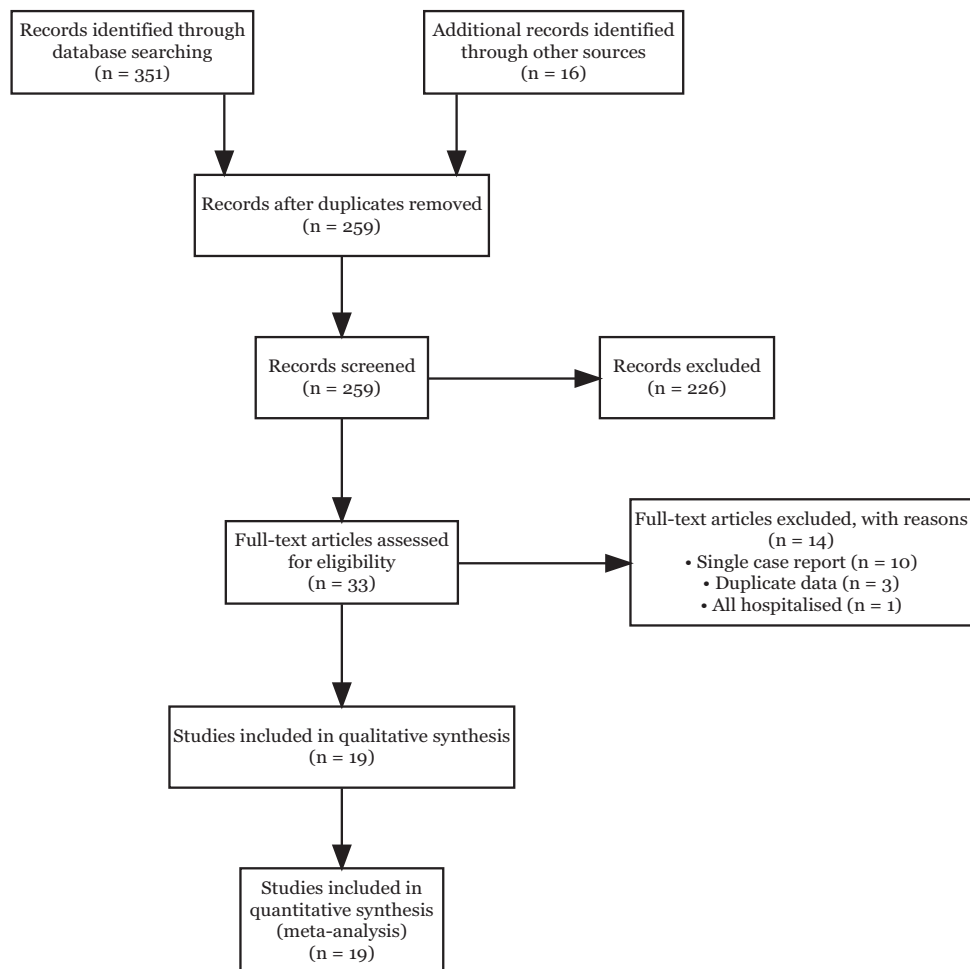 Records identified through
database searching
(n = 351)
Additional records identified
through other sources
(n = 16)
Records after duplicates removed
(n = 259)
Records screened
(n = 259)
Records excluded
(n = 226)
Full-text articles assessed
for eligibility
(n = 33)
Full-text articles excluded, with reasons
(n = 14)
• Single case report (n = 10)
• Duplicate data (n = 3)
• All hospitalised (n = 1)
Studies included in qualitative synthesis
(n = 19)
Studies included in
quantitative synthesis
(meta-analysis)
(n = 19)